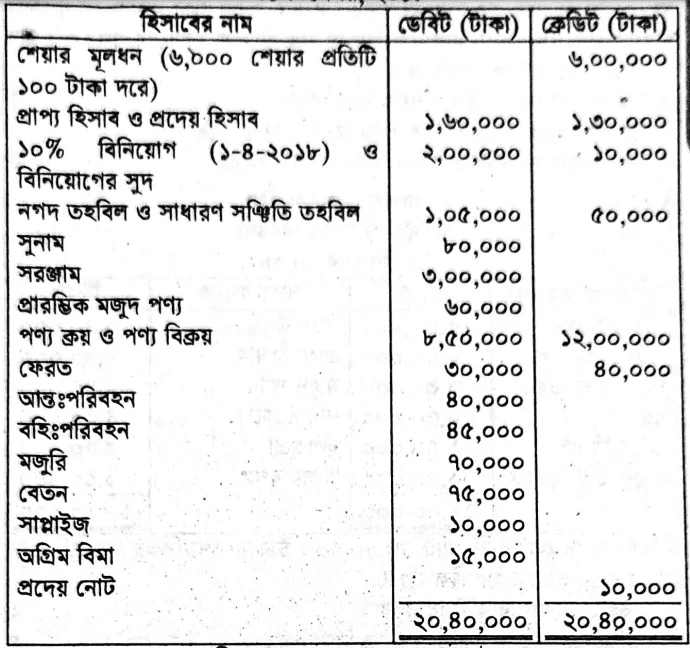 হিসাবের নাম ডেবিট (টাকা) ক্রেডিট (টাকা)
শেয়ার মূলধন (৬,০০০ শেয়ার প্রতিটি ৬,০০,০০০
১০০ টাকা দরে)
প্রাপ্য হিসাব ও প্রদেয় হিসাব ১,৬০,০০০ ১,৩০,০০০
১০% বিনিয়োগ (১-৪-২০১৮) ও ২,০০,০০০ ১০,০০০
বিনিয়োগের সুদ
নগদ তহবিল ও সাধারণ সঞ্চিতি তহবিল ১,০৫,০০০ ৫০,০০০
সুনাম ৮০,০০০
সরঞ্জাম ৩,০০,০০০
প্রারম্ভিক মজুদ পণ্য ৬০,০০০
পণ্য ক্রয় ও পণ্য বিক্রয় ৮,৫০,০০০ ১২,০০,০০০
ফেরত ৩০,০০০ ৪০,০০০
আন্তঃপরিবহন ৪০,০০০
বহিঃপরিবহন ৪৫,০০০
মজুরি ৭০,০০০
বেতন ৭৫,০০০
সাপ্লাইজ ১০,০০০
অগ্রিম বিমা ১৫,০০০
প্রদেয় নোট ১০,০০০
২০,৪০,০০০ ২০,৪০,০০০